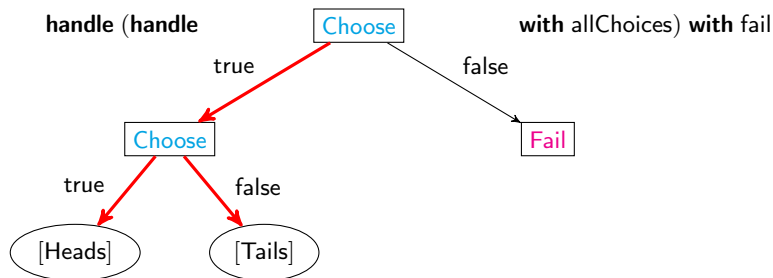 handle (handle Choose with allChoices) with fail
true false
Choose Fail
true false
[Heads] [Tails]